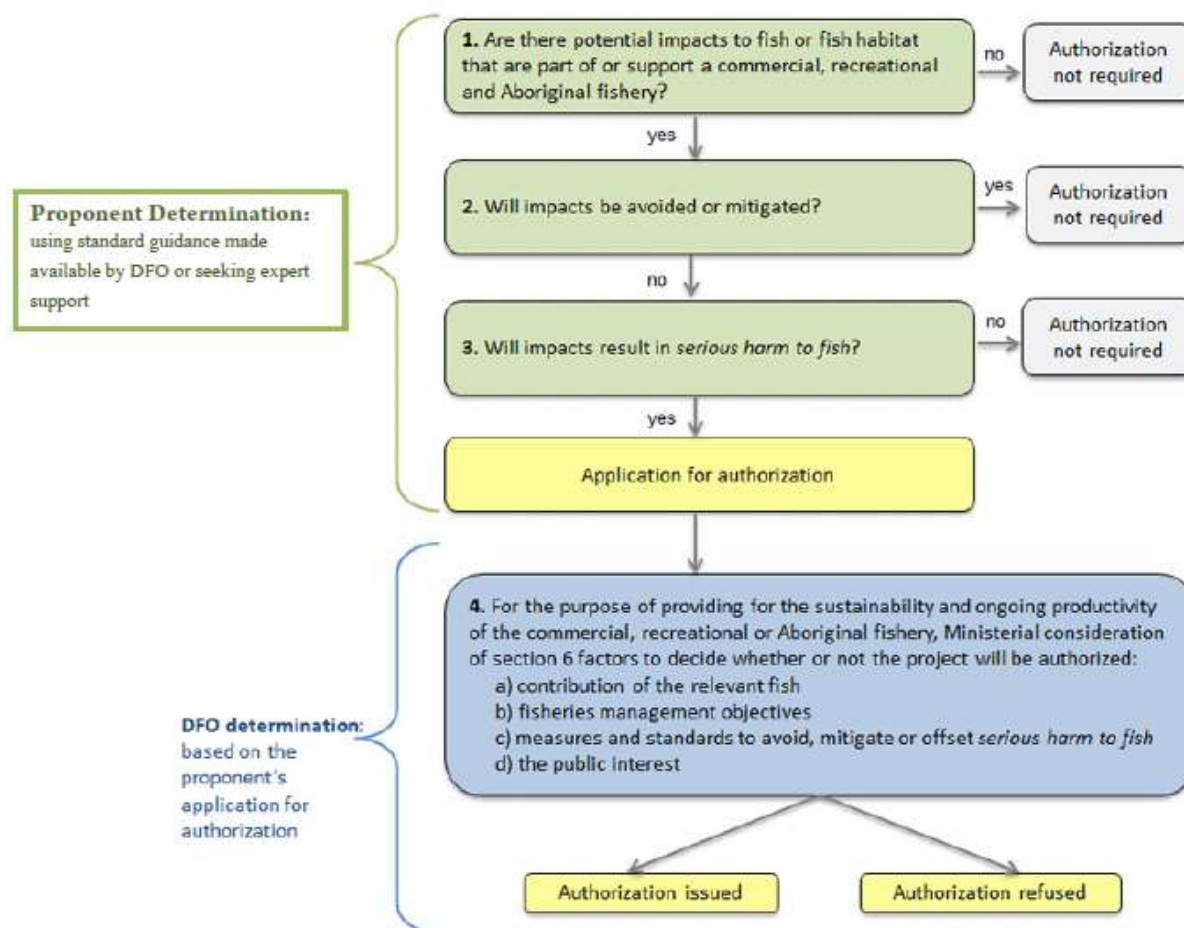 1. Are there potential impacts to fish or fish habitat
that are part of or support a commercial, recreational
and Aboriginal fishery?
no
Authorization
not required
yes
Proponent Determination:
using standard guidance made
available by DFO or seeking expert
support
2. Will impacts be avoided or mitigated?
yes
Authorization
not required
no
3. Will impacts result in serious harm to fish?
no
Authorization
not required
yes
Application for authorization
DFO determination:
based on the
proponent's
application for
authorization
4. For the purpose of providing for the sustainability and ongoing productivity
of the commercial, recreational or Aboriginal fishery, Ministerial consideration
of section 6 factors to decide whether or not the project will be authorized:
a) contribution of the relevant fish
b) fisheries management objectives
c) measures and standards to avoid, mitigate or offset serious harm to fish
d) the public interest
Authorization issued
Authorization refused